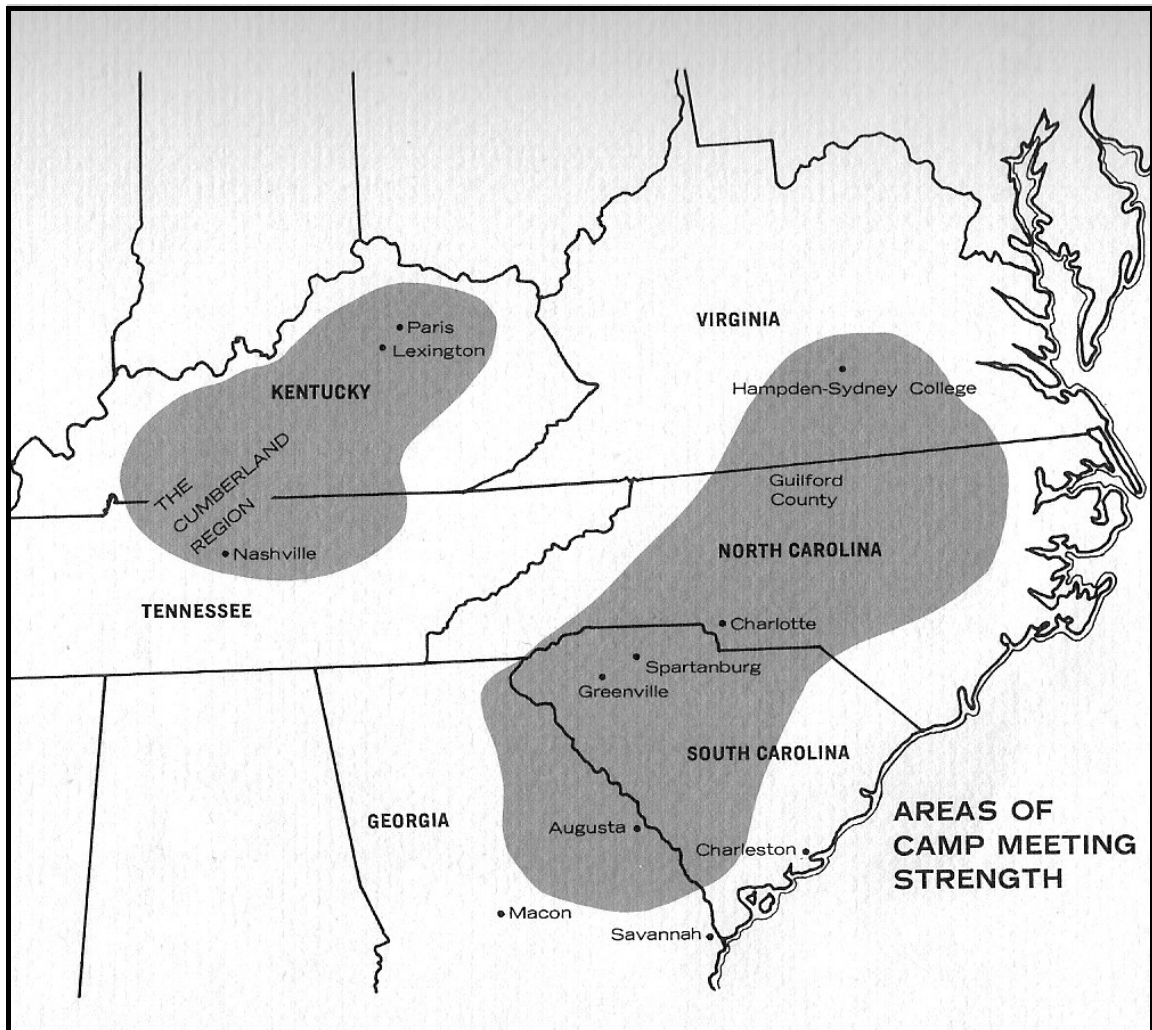 Paris
Lexington
VIRGINIA
KENTUCKY
Hampden-Sydney College
THE
CUMBERLAND
REGION
Guilford
County
Nashville
NORTH CAROLINA
TENNESSEE
Charlotte
Spartanburg
Greenville
SOUTH CAROLINA
GEORGIA
Augusta
Charleston
AREAS OF
CAMP MEETING
STRENGTH
Macon
Savannah